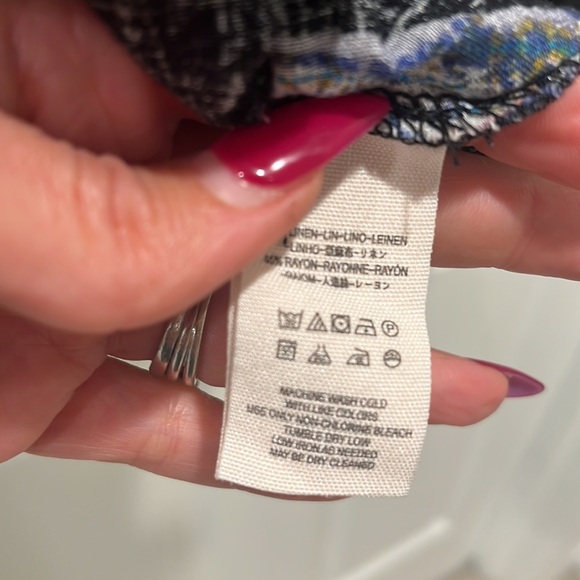 LINEN-LIN-LINO-LEINEN
LINHO-亚麻布-リネン
45% RAYON-RAYONNE-RAYÓN
人造絲-レーヨン
MACHINE WASH COLD
WITH LIKE COLORS
USE ONLY NON-CHLORINE BLEACH
TUMBLE DRY LOW
LOW IRON AS NEEDED
MAY BE DRY CLEANED